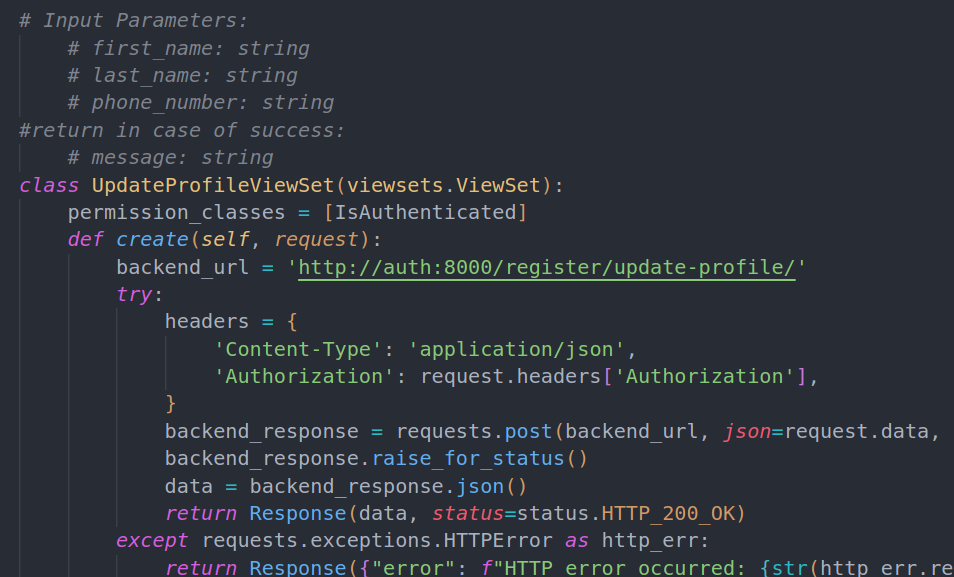 # Input Parameters:
    # first_name: string
    # last_name: string
    # phone_number: string
#return in case of success:
    # message: string
class UpdateProfileViewSet(viewsets.ViewSet):
    permission_classes = [IsAuthenticated]
    def create(self, request):
        backend_url = 'http://auth:8000/register/update-profile/'
        try:
            headers = {
                'Content-Type': 'application/json',
                'Authorization': request.headers['Authorization'],
            }
            backend_response = requests.post(backend_url, json=request.data,
            backend_response.raise_for_status()
            data = backend_response.json()
            return Response(data, status=status.HTTP_200_OK)
        except requests.exceptions.HTTPError as http_err:
            return Response({"error": f"HTTP error occurred: {str(http_err.re